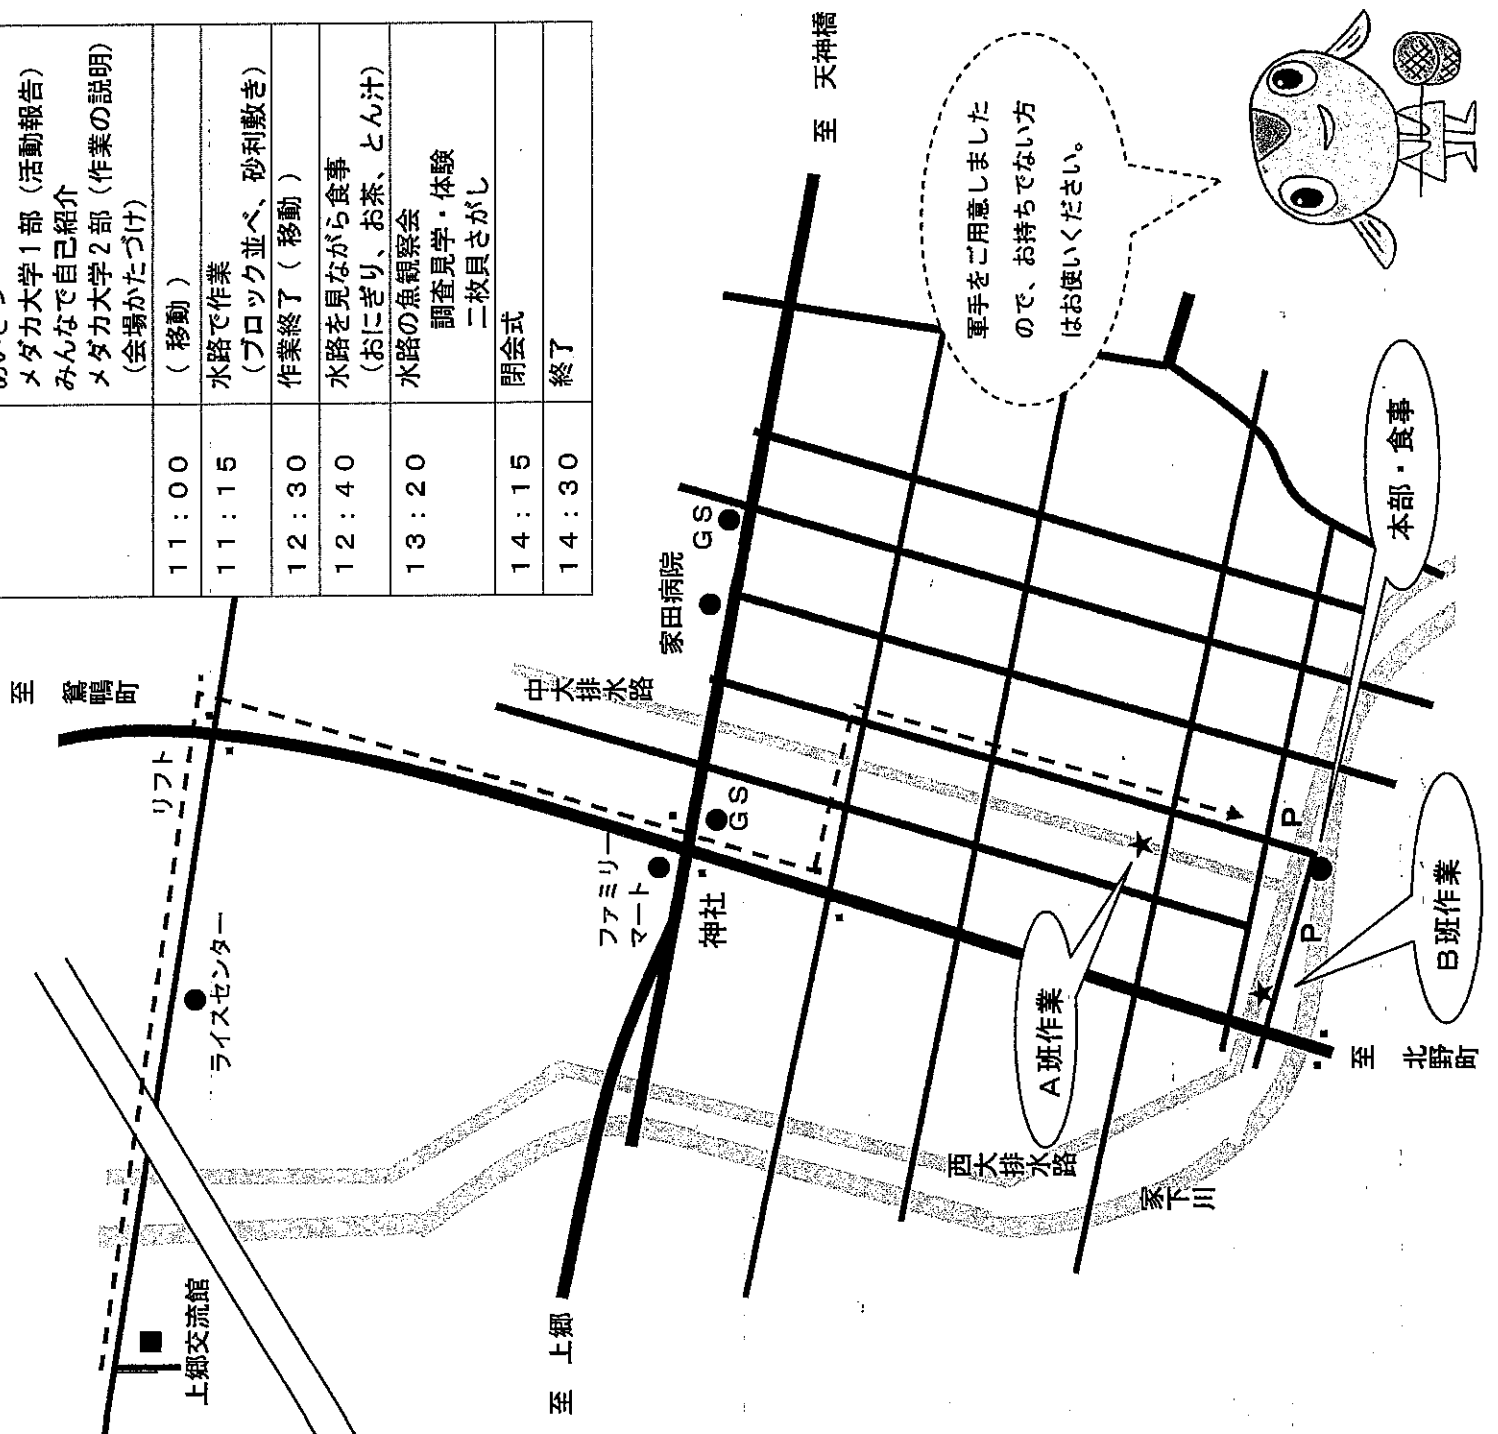 メダカ大学1部（活動報告）
みんなで自己紹介
メダカ大学2部（作業の説明）
（会場かたづけ）
11：00 （移動）
11：15 水路で作業
（ブロック並べ、砂利敷き）
12：30 作業終了（移動）
12：40 水路を見ながら食事
（おにぎり、お茶、とん汁）
13：20 水路の魚観察会
調査見学・体験
二枚貝さがし
14：15 閉会式
14：30 終了
至 鴛鴨町
リフト
ライスセンター
上郷交流館
至 上郷
ファミリー
マート
神社
GS
中大排水路
家田病院
GS
至 天神橋
軍手をご用意しました
ので、お持ちでない方
はお使いください。
西大排水路
家下川
A班作業
B班作業
P
P
本部・食事
至 北野町